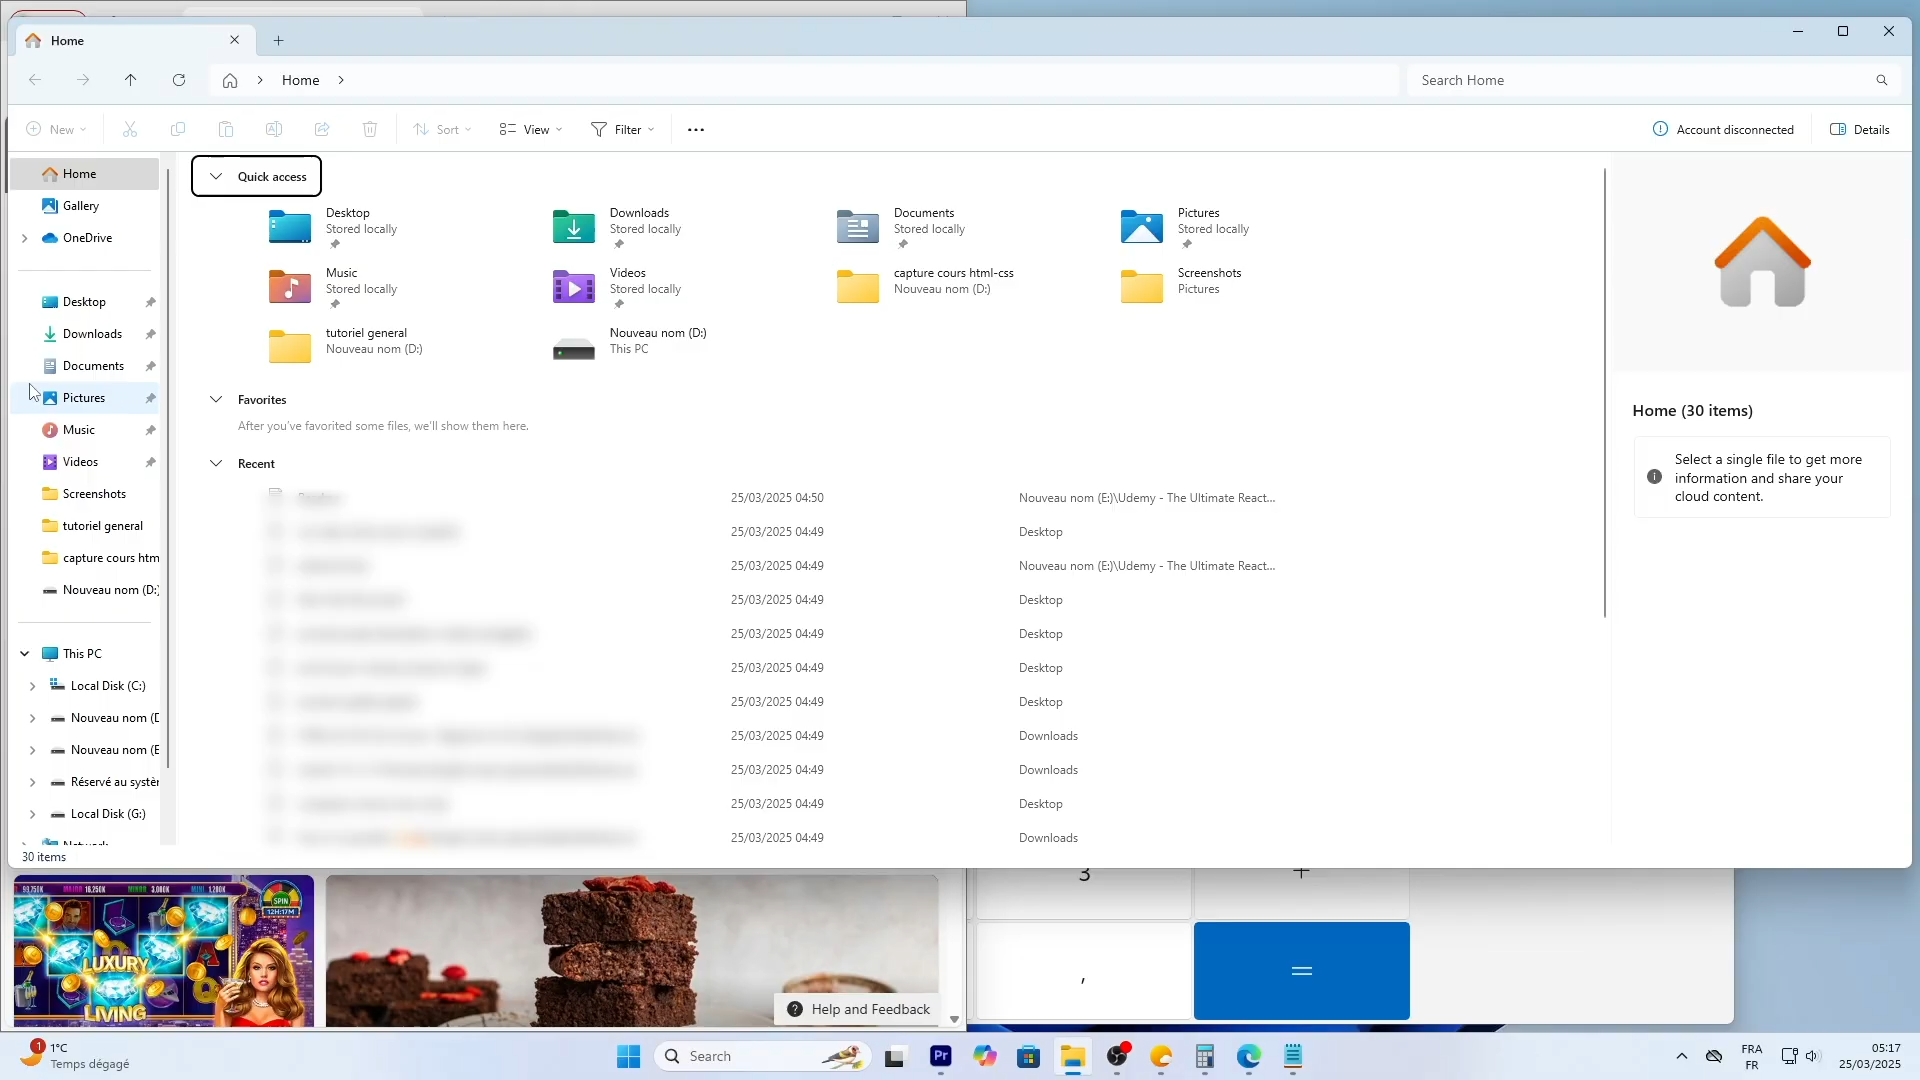 Home
Home
Search Home
New
Sort
View
Filter
Account disconnected
Details
Home
Gallery
OneDrive
Desktop
Downloads
Documents
Pictures
Music
Videos
Screenshots
tutoriel general
capture cours htm
Nouveau nom (D:)
This PC
Local Disk (C:)
Nouveau nom (D
Nouveau nom (E
Réservé au systèr
Local Disk (G:)
30 items
Quick access
Desktop
Stored locally
Downloads
Stored locally
Documents
Stored locally
Pictures
Stored locally
Music
Stored locally
Videos
Stored locally
capture cours html-css
Nouveau nom (D:)
Screenshots
Pictures
tutoriel general
Nouveau nom (D:)
Nouveau nom (D:)
This PC
Favorites
After you've favorited some files, we'll show them here.
Recent
25/03/2025 04:50 Nouveau nom (E:)\Udemy - The Ultimate React...
25/03/2025 04:49 Desktop
25/03/2025 04:49 Nouveau nom (E:)\Udemy - The Ultimate React...
25/03/2025 04:49 Desktop
25/03/2025 04:49 Desktop
25/03/2025 04:49 Desktop
25/03/2025 04:49 Desktop
25/03/2025 04:49 Downloads
25/03/2025 04:49 Downloads
25/03/2025 04:49 Desktop
25/03/2025 04:49 Downloads
Home (30 items)
Select a single file to get more
information and share your
cloud content.
SPIN
12H:17M
LUXURY
LIVING
Help and Feedback
3 +
, =
1
1°C
Temps dégagé
Search
Pr
FRA
FR
05:17
25/03/2025